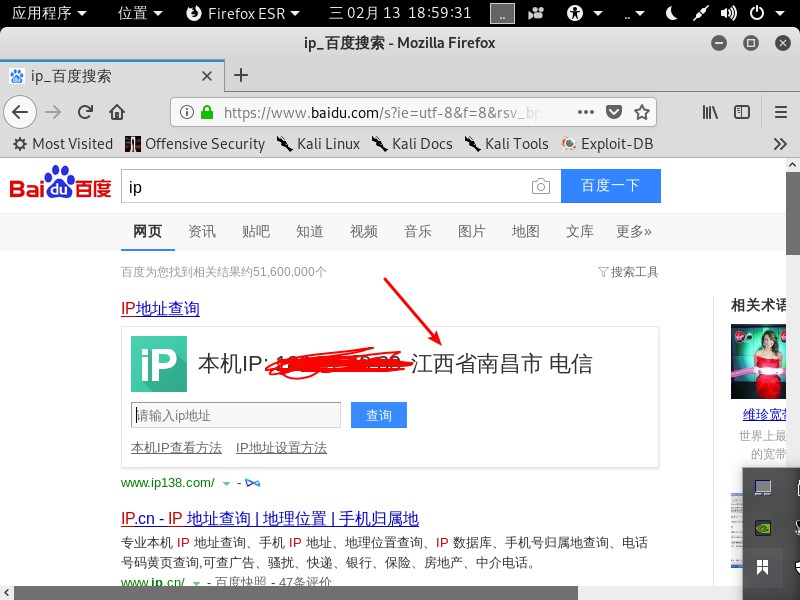 应用程序 位置 Firefox ESR 三 02月 13 18:59:31
ip_百度搜索 - Mozilla Firefox
ip_百度搜索
https://www.baidu.com/s?ie=utf-8&f=8&rsv_bp
Most Visited Offensive Security Kali Linux Kali Docs Kali Tools Exploit-DB
Bai du 百度 ip 百度一下
网页 资讯 贴吧 知道 视频 音乐 图片 地图 文库 更多»
百度为您找到相关结果约51,600,000个 搜索工具
IP地址查询
相关术语
iP 本机IP: 江西省南昌市 电信
请输入ip地址 查询
维珍宽带
世界上最
的宽带
本机IP查看方法 IP地址设置方法
www.ip138.com/ -
IP.cn - IP 地址查询 | 地理位置 | 手机归属地
专业本机 IP 地址查询、手机 IP 地址、地理位置查询、IP 数据库、手机号归属地查询、电话
号码黄页查询,可查广告、骚扰、快递、银行、保险、房地产、中介电话。
www.ip.cn/ - 百度快照 - 47条评价